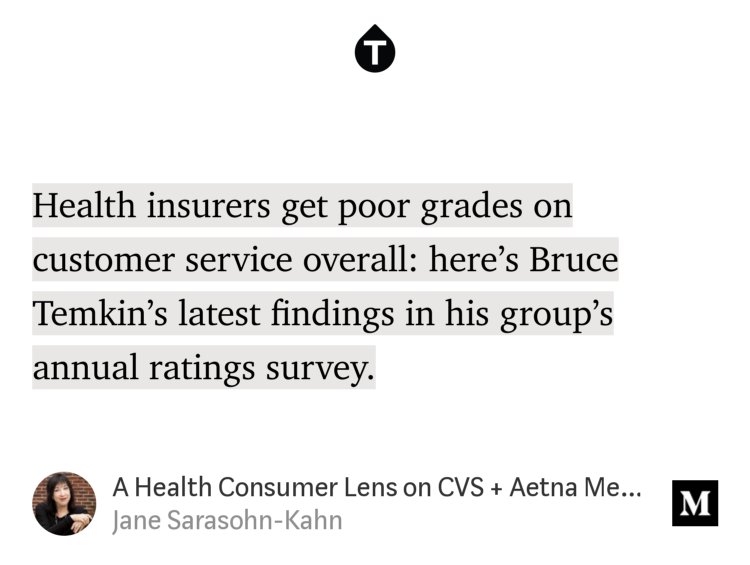 T
Health insurers get poor grades on
customer service overall: here’s Bruce
Temkin’s latest findings in his group’s
annual ratings survey.
A Health Consumer Lens on CVS + Aetna Me...
Jane Sarasohn-Kahn
M